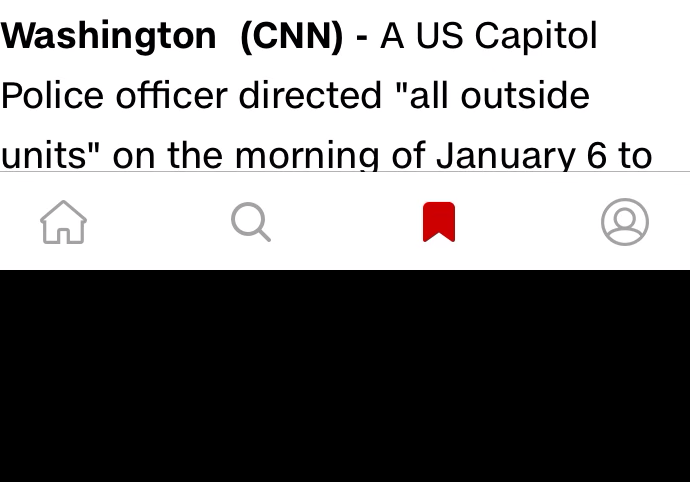 Washington (CNN) - A US Capitol
Police officer directed "all outside
units" on the morning of January 6 to